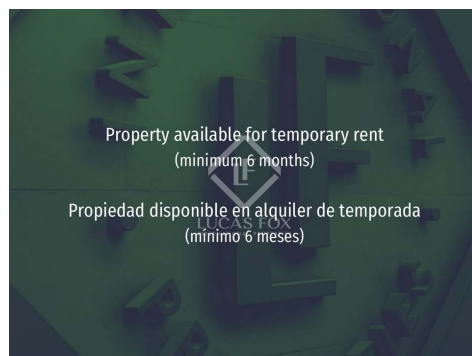 Property available for temporary rent
(minimum 6 months)
LF
Propiedad disponible en alquiler de temporada
LUCAS FOX
(mínimo 6 meses)